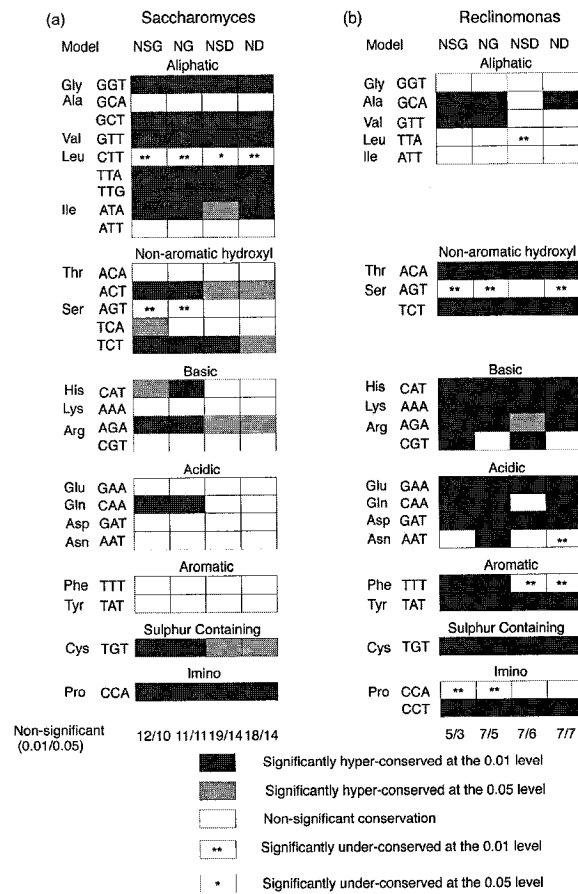 (a) Saccharomyces
Model NSG NG NSD ND
Aliphatic
Gly GGT
Ala GCA
GCT
Val GTT
Leu CTT ** ** * **
TTA
TTG
Ile ATA
ATT
Non-aromatic hydroxyl
Thr ACA
ACT
Ser AGT ** **
TCA
TCT
Basic
His CAT
Lys AAA
Arg AGA
CGT
Acidic
Glu GAA
Gln CAA
Asp GAT
Asn AAT
Aromatic
Phe TTT
Tyr TAT
Sulphur Containing
Cys TGT
Imino
Pro CCA
Non-significant
(0.01/0.05)
12/10 11/11 19/14 18/14
(b) Reclinomonas
Model NSG NG NSD ND
Aliphatic
Gly GGT
Ala GCA
Val GTT
Leu TTA **
Ile ATT
Non-aromatic hydroxyl
Thr ACA
Ser AGT ** ** **
TCT
Basic
His CAT
Lys AAA
Arg AGA
CGT
Acidic
Glu GAA
Gln CAA
Asp GAT
Asn AAT **
Aromatic
Phe TTT ** **
Tyr TAT
Sulphur Containing
Cys TGT
Imino
Pro CCA ** **
CCT
5/3 7/5 7/6 7/7
Significantly hyper-conserved at the 0.01 level
Significantly hyper-conserved at the 0.05 level
Non-significant conservation
** Significantly under-conserved at the 0.01 level
* Significantly under-conserved at the 0.05 level